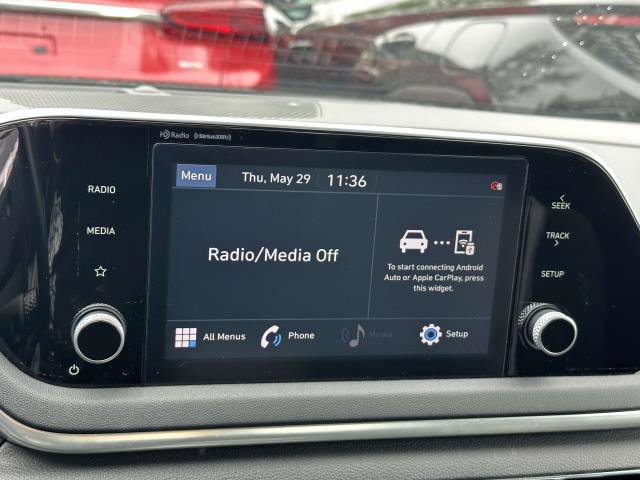 HD Radio (((SiriusXM)))
Menu Thu, May 29 11:36
RADIO
MEDIA
Radio/Media Off
To start connecting Android
Auto or Apple CarPlay, press
this widget.
All Menus Phone Media Setup
SEEK
TRACK
SETUP